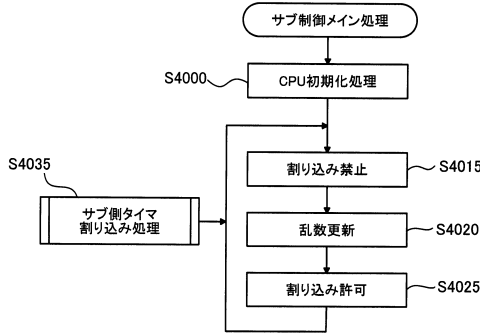 サブ制御メイン処理
S4000
CPU初期化処理
S4035
サブ側タイマ
割り込み処理
割り込み禁止
S4015
乱数更新
S4020
割り込み許可
S4025